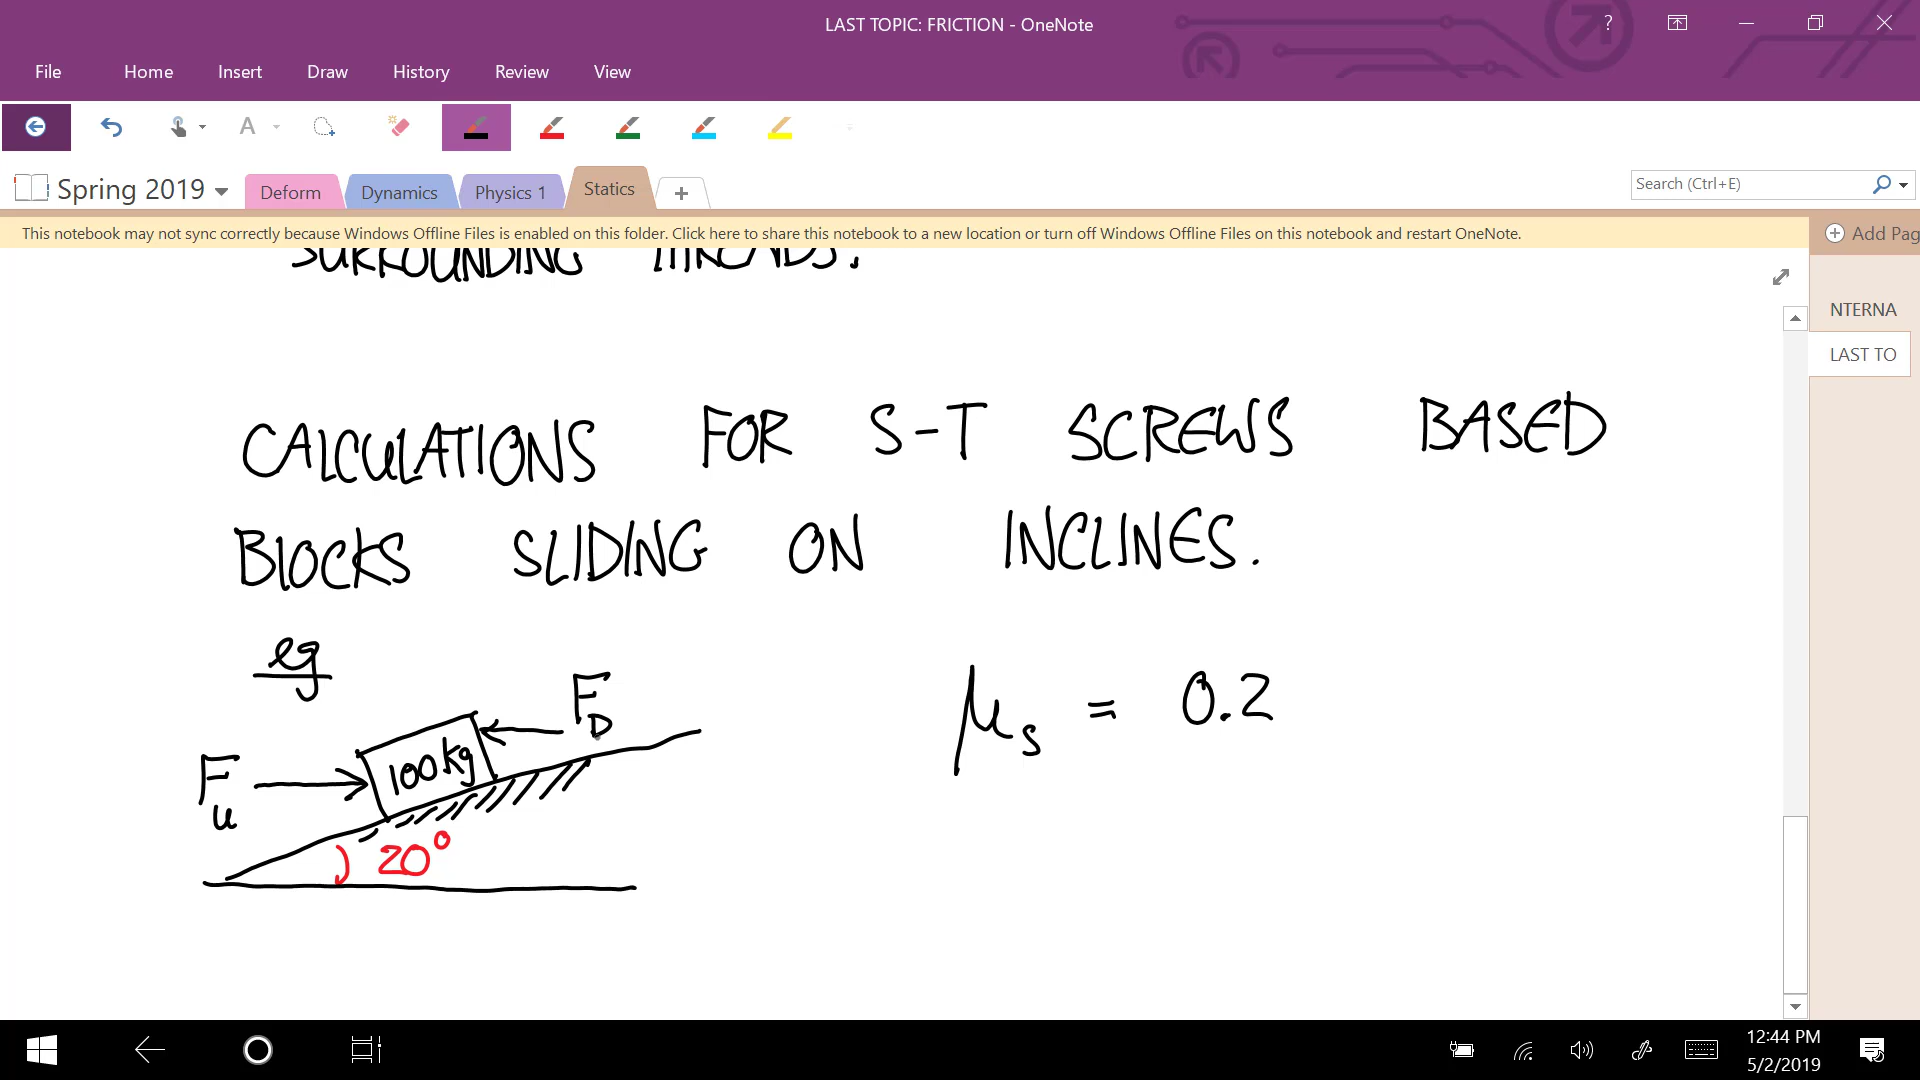 LAST TOPIC: FRICTION - OneNote
?
File Home Insert Draw History Review View
A
Spring 2019 Deform Dynamics Physics 1 Statics +
Search (Ctrl+E)
This notebook may not sync correctly because Windows Offline Files is enabled on this folder. Click here to share this notebook to a new location or turn off Windows Offline Files on this notebook and restart OneNote.
Add Pag
SURROUNDING THREADS.
NTERNA
LAST TO
CALCULATIONS FOR S-T SCREWS BASED
BLOCKS SLIDING ON INCLINES.
eg
F_D
μ_s = 0.2
100kg
F_u
20°
12:44 PM
5/2/2019